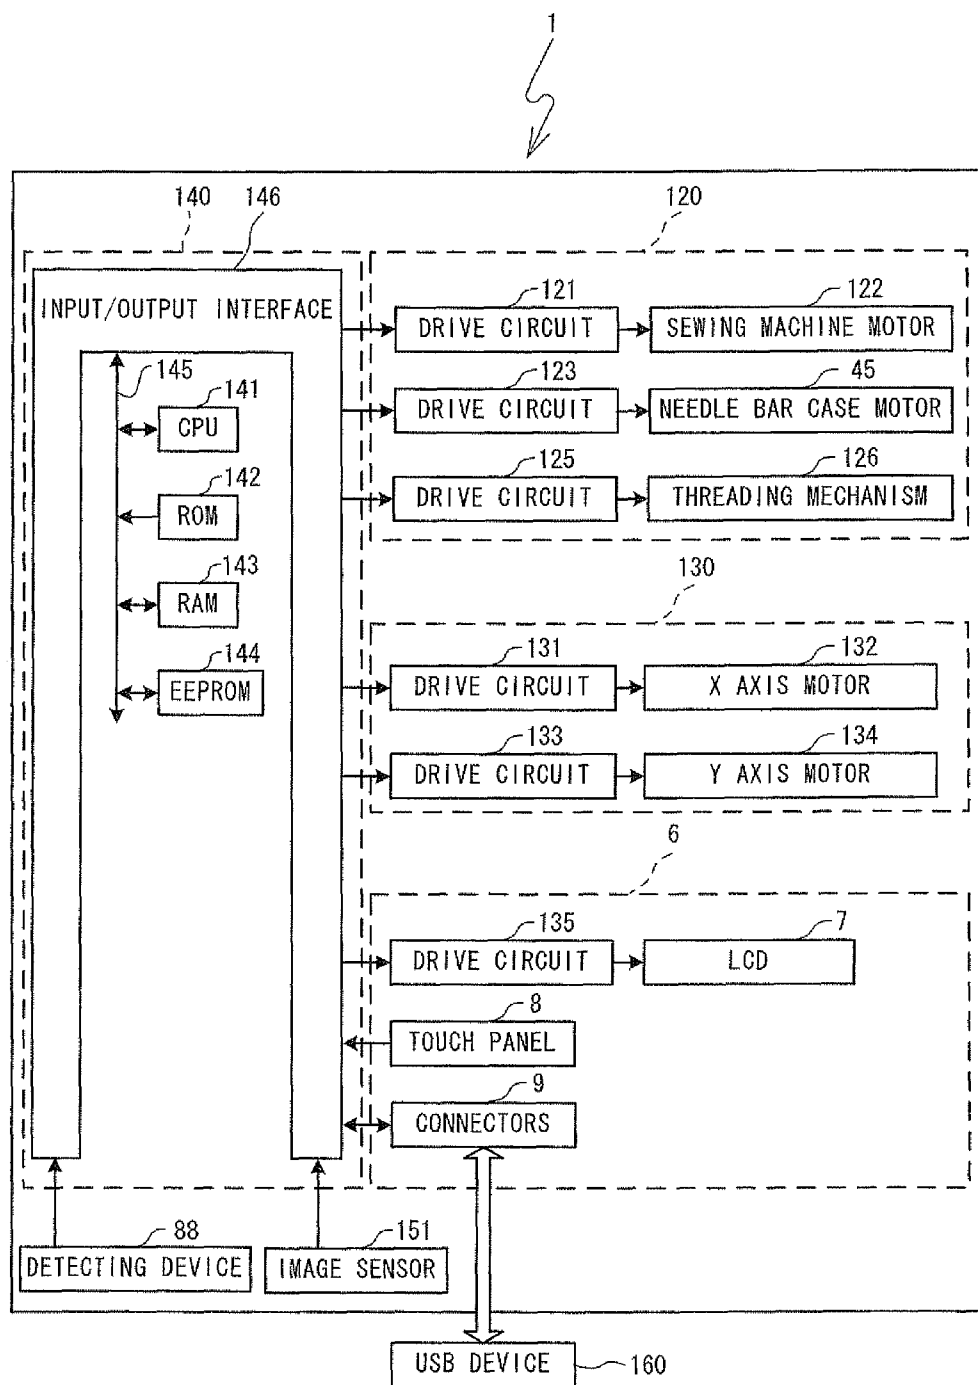 1
140
146
120
INPUT/OUTPUT INTERFACE
121
DRIVE CIRCUIT
122
SEWING MACHINE MOTOR
145
141
CPU
123
DRIVE CIRCUIT
45
NEEDLE BAR CASE MOTOR
142
ROM
125
DRIVE CIRCUIT
126
THREADING MECHANISM
143
RAM
130
144
EEPROM
131
DRIVE CIRCUIT
132
X AXIS MOTOR
133
DRIVE CIRCUIT
134
Y AXIS MOTOR
6
135
DRIVE CIRCUIT
7
LCD
8
TOUCH PANEL
9
CONNECTORS
88
DETECTING DEVICE
151
IMAGE SENSOR
USB DEVICE
160